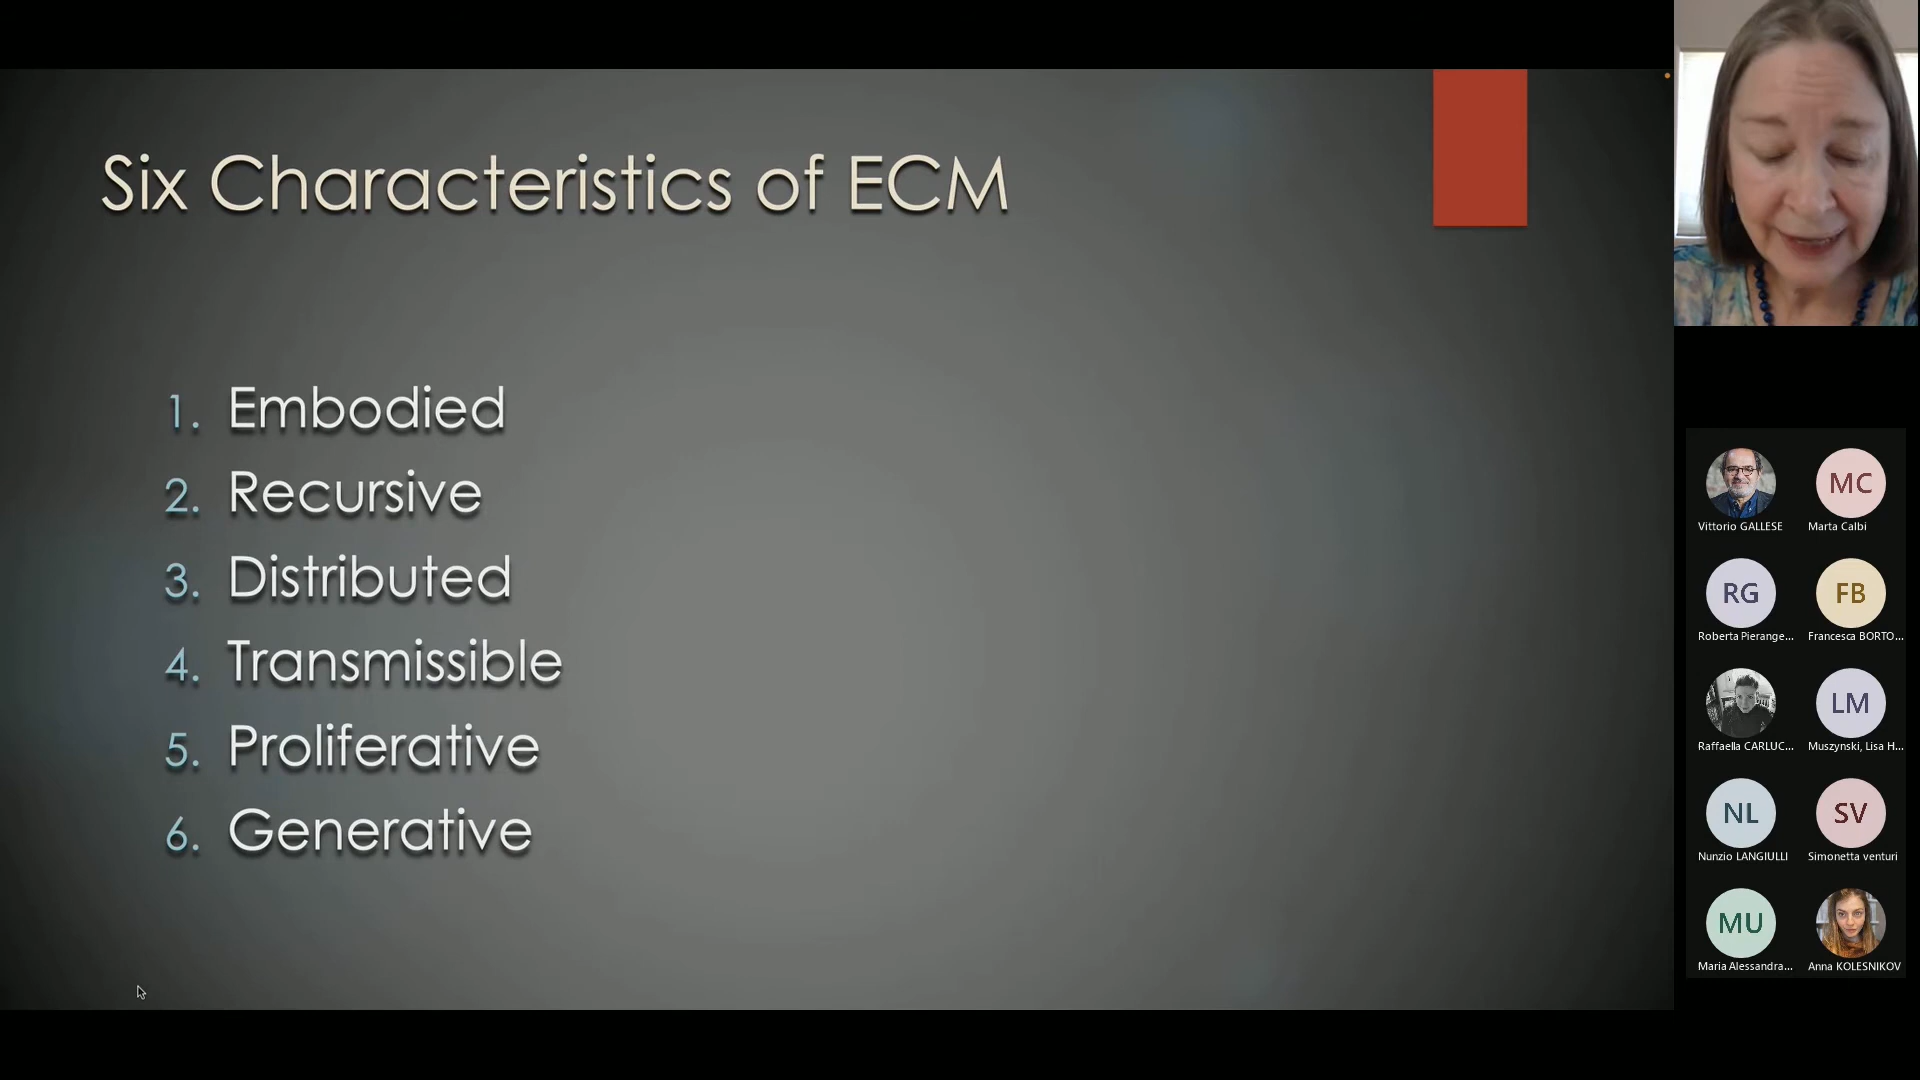 Six Characteristics of ECM
1. Embodied
2. Recursive
3. Distributed
4. Transmissible
5. Proliferative
6. Generative
Vittorio GALLESE
MC
Marta Calbi
RG
Roberta Pierange...
FB
Francesca BORTO...
Raffaella CARLUC...
LM
Muszynski, Lisa H...
NL
Nunzio LANGIULLI
SV
Simonetta venturi
MU
Maria Alessandra...
Anna KOLESNIKOV